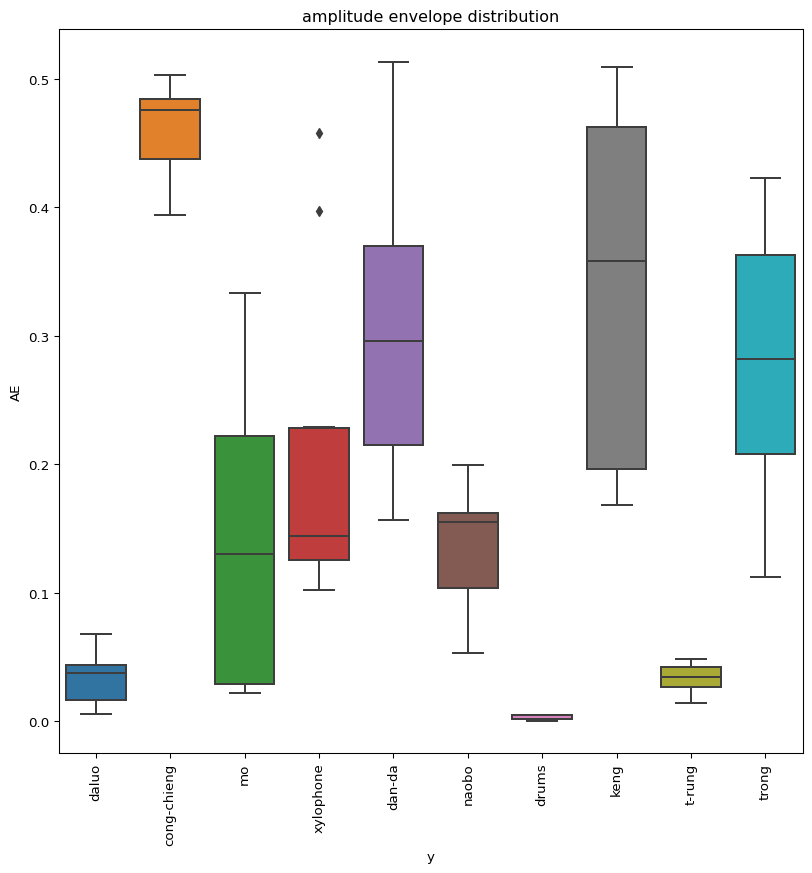 amplitude envelope distribution
AE
0.5
0.4
0.3
0.2
0.1
0.0
daluo
cong-chieng
mo
xylophone
dan-da
naobo
drums
keng
t-rung
trong
y